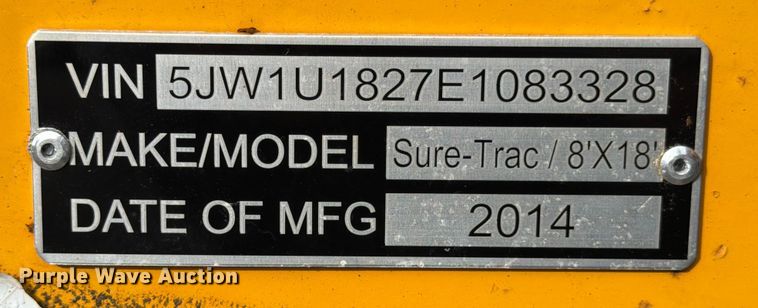 VIN 5JW1U1827E1083328
MAKE/MODEL Sure-Trac / 8'X18'
DATE OF MFG 2014
Purple Wave Auction